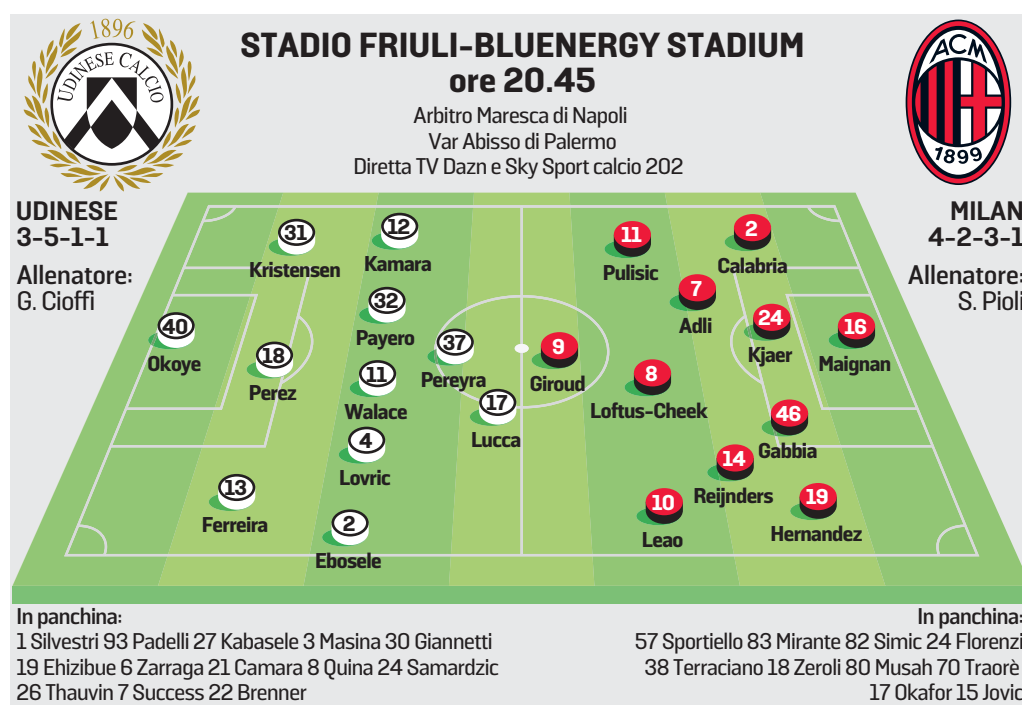 1896
UDINESE CALCIO
STADIO FRIULI-BLUENERGY STADIUM
ore 20.45
Arbitro Maresca di Napoli
Var Abisso di Palermo
Diretta TV Dazn e Sky Sport calcio 202
ACM
1899
UDINESE
3-5-1-1
Allenatore:
G. Cioffi
MILAN
4-2-3-1
Allenatore:
S. Pioli
31
Kristensen
12
Kamara
40
Okoye
32
Payero
18
Perez
11
Walace
37
Pereyra
17
Lucca
4
Lovric
13
Ferreira
2
Ebosele
11
Pulisic
2
Calabria
7
Adli
24
Kjaer
16
Maignan
9
Giroud
8
Loftus-Cheek
46
Gabbia
14
Reijnders
10
Leao
19
Hernandez
In panchina:
1 Silvestri 93 Padelli 27 Kabasele 3 Masina 30 Giannetti
19 Ehizibue 6 Zarraga 21 Camara 8 Quina 24 Samardzic
26 Thauvin 7 Success 22 Brenner
In panchina:
57 Sportiello 83 Mirante 82 Simic 24 Florenzi
38 Terraciano 18 Zeroli 80 Musah 70 Traorè
17 Okafor 15 Jovic